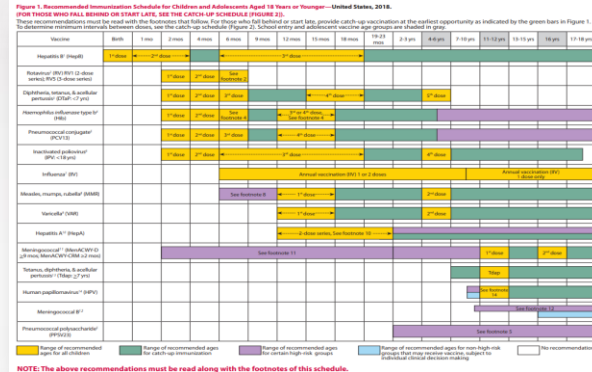 Figure 1. Recommended Immunization Schedule for Children and Adolescents Aged 18 Years or Younger—United States, 2018.
(FOR THOSE WHO FALL BEHIND OR START LATE, SEE THE CATCH-UP SCHEDULE [FIGURE 2]).
These recommendations must be read with the footnotes that follow. For those who fall behind or start late, provide catch-up vaccination at the earliest opportunity as indicated by the green bars in Figure 1.
To determine minimum intervals between doses, see the catch-up schedule (Figure 2). School entry and adolescent vaccine age groups are shaded in gray.
Vaccine Birth 1 mo 2 mos 4 mos 6 mos 9 mos 12 mos 15 mos 18 mos 19-23 mos 2-3 yrs 4-6 yrs 7-10 yrs 11-12 yrs 13-15 yrs 16 yrs 17-18 yrs
Hepatitis B (HepB) 1st dose 2nd dose 3rd dose
Rotavirus (RV) RV1 (2-dose series); RV5 (3-dose series) 1st dose 2nd dose See footnote 2
Diphtheria, tetanus, & acellular pertussis (DTaP: <7 yrs) 1st dose 2nd dose 3rd dose 4th dose 5th dose
Haemophilus influenzae type b (Hib) 1st dose 2nd dose See footnote 4 3rd or 4th dose, See footnote 4
Pneumococcal conjugate (PCV13) 1st dose 2nd dose 3rd dose 4th dose
Inactivated poliovirus (IPV: <18 yrs) 1st dose 2nd dose 3rd dose 4th dose
Influenza (IIV) Annual vaccination (IIV) 1 or 2 doses Annual vaccination (IIV) 1 dose only
Measles, mumps, rubella (MMR) See footnote 8 1st dose 2nd dose
Varicella (VAR) 1st dose 2nd dose
Hepatitis A (HepA) 2-dose series, See footnote 10
Meningococcal (MenACWY-D ≥9 mos; MenACWY-CRM ≥2 mos) See footnote 11 1st dose 2nd dose
Tetanus, diphtheria, & acellular pertussis (Tdap: ≥7 yrs) Tdap
Human papillomavirus (HPV) See footnote 14
Meningococcal B See footnote 12
Pneumococcal polysaccharide (PPSV23) See footnote 5
Range of recommended ages for all children
Range of recommended ages for catch-up immunization
Range of recommended ages for certain high-risk groups
Range of recommended ages for non-high-risk groups that may receive vaccine, subject to individual clinical decision making
No recommendation
NOTE: The above recommendations must be read along with the footnotes of this schedule.